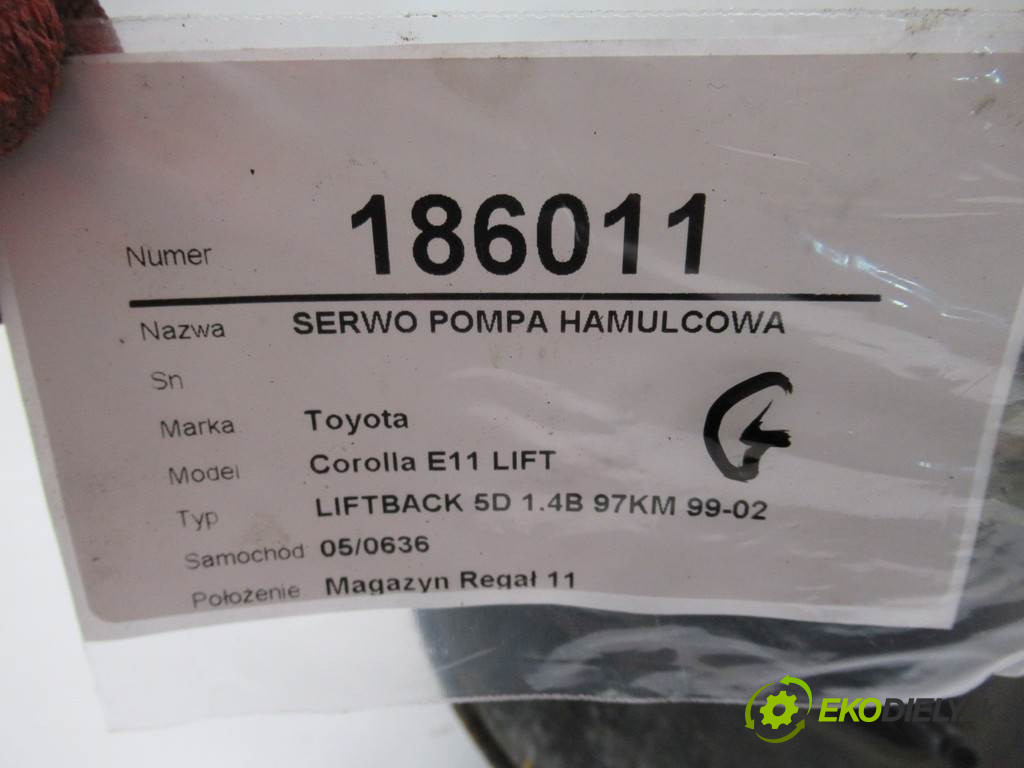 Numer 186011
Nazwa SERWO POMPA HAMULCOWA
Sn
Marka Toyota
Model Corolla E11 LIFT
Typ LIFTBACK 5D 1.4B 97KM 99-02
Samochód 05/0636
Położenie Magazyn Regał 11
G
EKODIELY